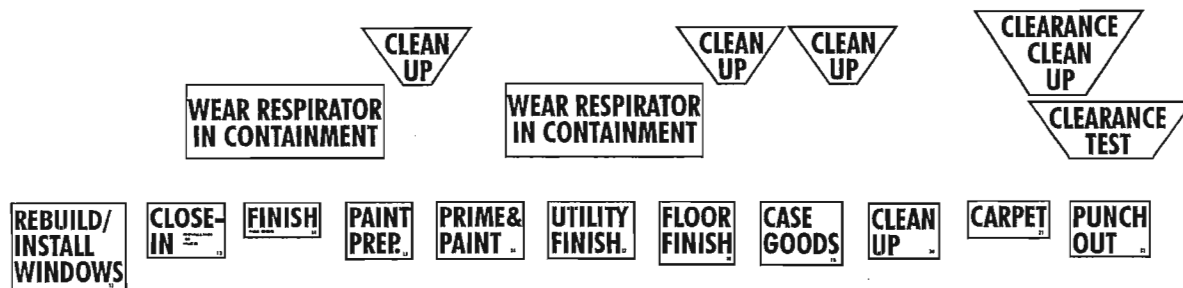 CLEAN
UP
CLEAN
UP
CLEAN
UP
CLEARANCE
CLEAN
UP
WEAR RESPIRATOR
IN CONTAINMENT
WEAR RESPIRATOR
IN CONTAINMENT
CLEARANCE
TEST
REBUILD/
INSTALL
WINDOWS
CLOSE-
IN
FINISH
PAINT
PREP.
PRIME&
PAINT
UTILITY
FINISH
FLOOR
FINISH
CASE
GOODS
CLEAN
UP
CARPET
PUNCH
OUT